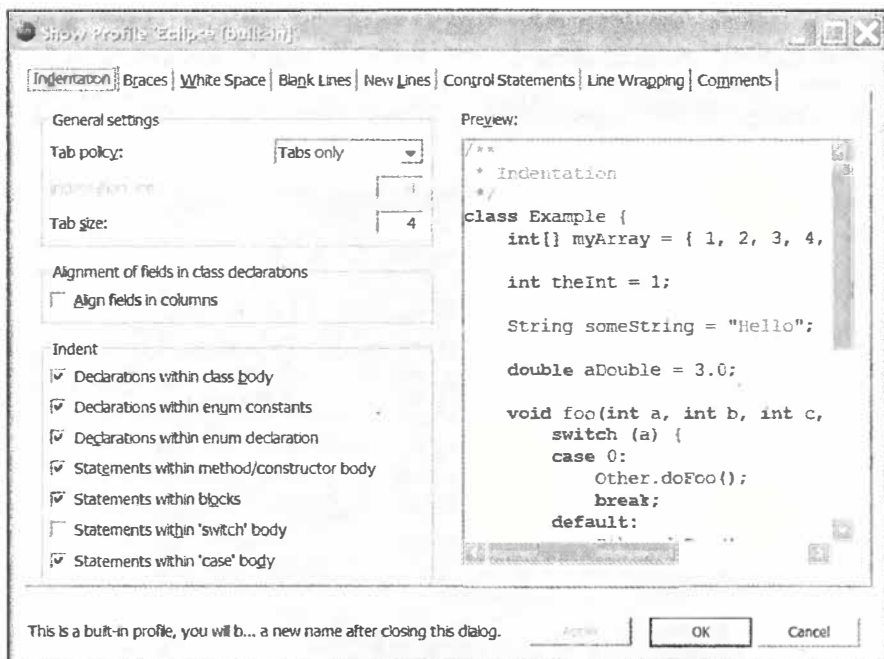 Show Profile 'Eclipse [built-in]'
Indentation Braces White Space Blank Lines New Lines Control Statements Line Wrapping Comments
General settings
Tab policy: Tabs only
Tab size: 4
Alignment of fields in class declarations
Align fields in columns
Indent
Declarations within class body
Declarations within enum constants
Declarations within enum declaration
Statements within method/constructor body
Statements within blocks
Statements within 'switch' body
Statements within 'case' body
Preview:
/**
* Indentation
*/
class Example {
int[] myArray = { 1, 2, 3, 4,
int theInt = 1;
String someString = "Hello";
double aDouble = 3.0;
void foo(int a, int b, int c,
switch (a) {
case 0:
Other.doFoo();
break;
default:
This is a built-in profile, you will b... a new name after closing this dialog.
Apply
OK
Cancel